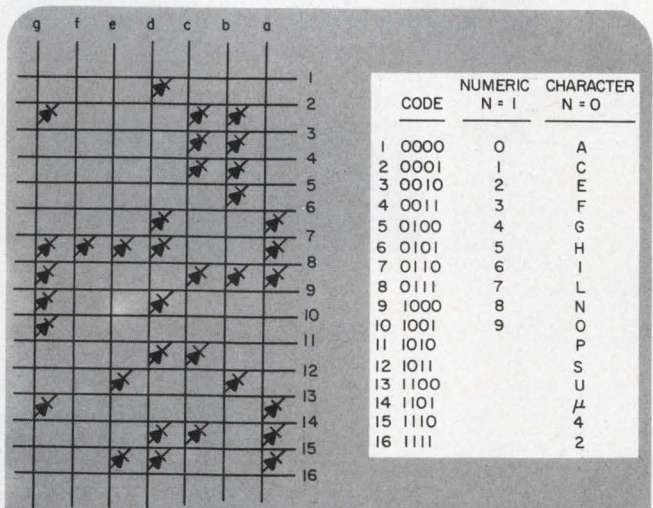 g f e d c b a
1
2
3
4
5
6
7
8
9
10
11
12
13
14
15
16
NUMERIC CHARACTER
CODE N = 1 N = 0
1 0000 0 A
2 0001 1 C
3 0010 2 E
4 0011 3 F
5 0100 4 G
6 0101 5 H
7 0110 6 I
8 0111 7 L
9 1000 8 N
10 1001 9 O
11 1010 P
12 1011 S
13 1100 U
14 1101 μ
15 1110 4
16 1111 2